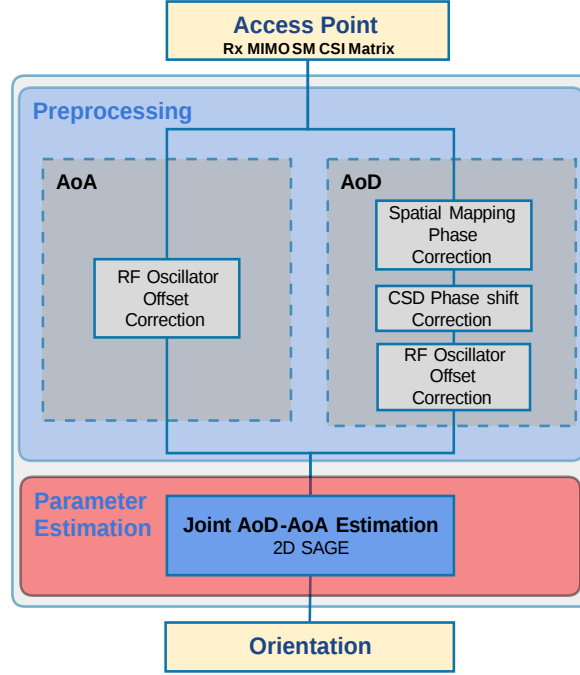 Access Point
Rx MIMO SM CSI Matrix
Preprocessing
AoA
RF Oscillator
Offset
Correction
AoD
Spatial Mapping
Phase
Correction
CSD Phase shift
Correction
RF Oscillator
Offset
Correction
Parameter
Estimation
Joint AoD-AoA Estimation
2D SAGE
Orientation